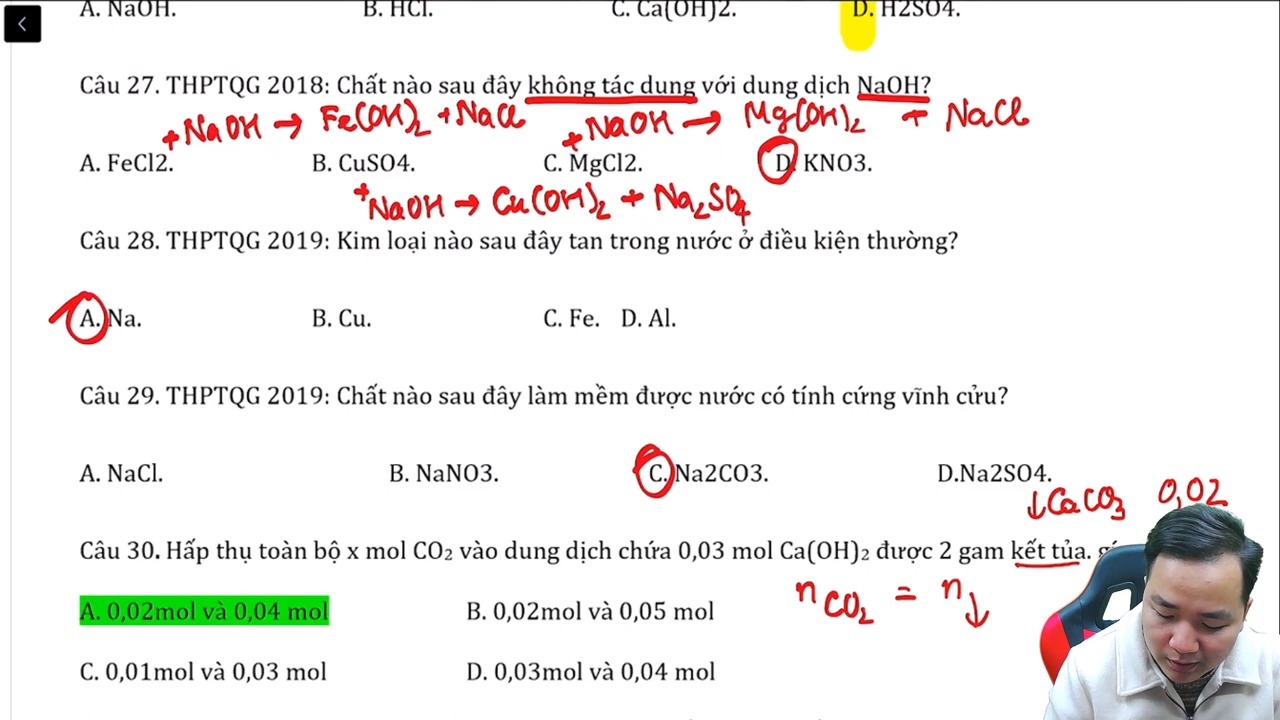 A. NaOH. B. HCl. C. Ca(OH)2. D. H2SO4.
Câu 27. THPTQG 2018: Chất nào sau đây không tác dung với dung dịch NaOH?
+NaOH → Fe(OH)₂ + NaCl +NaOH → Mg(OH)₂ + NaCl
A. FeCl2. B. CuSO4. C. MgCl2. D. KNO3.
+NaOH → Cu(OH)₂ + Na₂SO₄
Câu 28. THPTQG 2019: Kim loại nào sau đây tan trong nước ở điều kiện thường?
A. Na. B. Cu. C. Fe. D. Al.
Câu 29. THPTQG 2019: Chất nào sau đây làm mềm được nước có tính cứng vĩnh cửu?
A. NaCl. B. NaNO3. C. Na2CO3. D.Na2SO4.
↓CaCO₃ 0,02
Câu 30. Hấp thụ toàn bộ x mol CO₂ vào dung dịch chứa 0,03 mol Ca(OH)₂ được 2 gam kết tủa.
n CO₂ = n↓
A. 0,02mol và 0,04 mol B. 0,02mol và 0,05 mol
C. 0,01mol và 0,03 mol D. 0,03mol và 0,04 mol